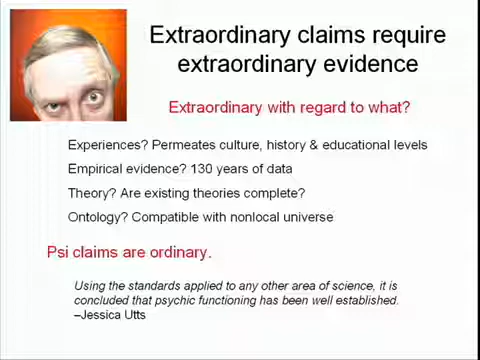 Extraordinary claims require
extraordinary evidence
Extraordinary with regard to what?
Experiences? Permeates culture, history & educational levels
Empirical evidence? 130 years of data
Theory? Are existing theories complete?
Ontology? Compatible with nonlocal universe
Psi claims are ordinary.
Using the standards applied to any other area of science, it is
concluded that psychic functioning has been well established.
–Jessica Utts